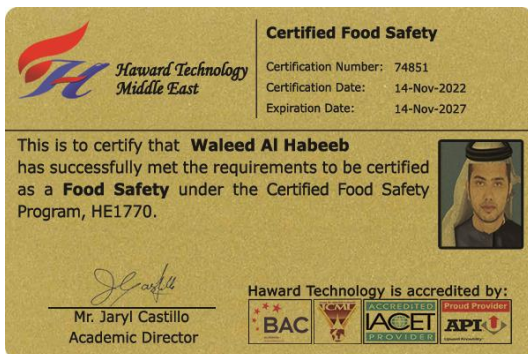 Haward Technology
Middle East
Certified Food Safety
Certification Number: 74851
Certification Date: 14-Nov-2022
Expiration Date: 14-Nov-2027
This is to certify that Waleed Al Habeeb
has successfully met the requirements to be certified
as a Food Safety under the Certified Food Safety
Program, HE1770.
Mr. Jaryl Castillo
Academic Director
Haward Technology is accredited by:
BAC
ACCREDITED
IACET
PROVIDER
Proud Provider
API